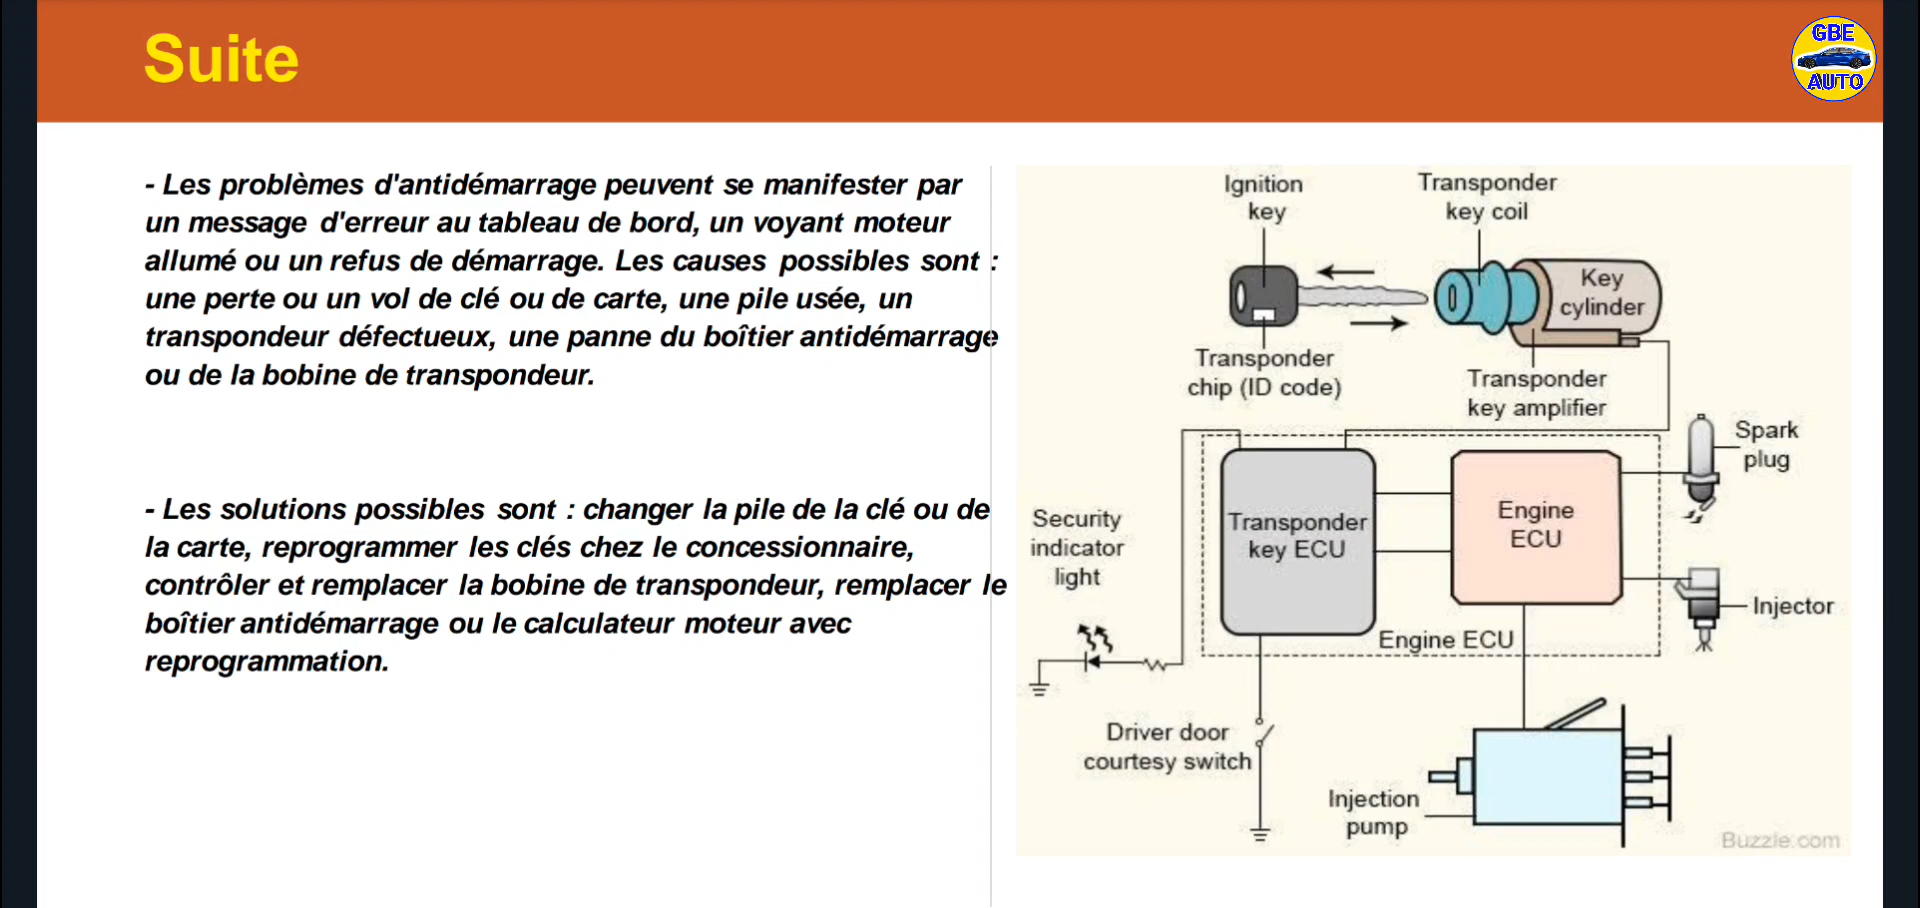 Suite
GBE
AUTO
- Les problèmes d'antidémarrage peuvent se manifester par
un message d'erreur au tableau de bord, un voyant moteur
allumé ou un refus de démarrage. Les causes possibles sont :
une perte ou un vol de clé ou de carte, une pile usée, un
transpondeur défectueux, une panne du boîtier antidémarrage
ou de la bobine de transpondeur.
- Les solutions possibles sont : changer la pile de la clé ou de
la carte, reprogrammer les clés chez le concessionnaire,
contrôler et remplacer la bobine de transpondeur, remplacer le
boîtier antidémarrage ou le calculateur moteur avec
reprogrammation.
Ignition
key
Transponder
key coil
Key
cylinder
Transponder
chip (ID code)
Transponder
key amplifier
Spark
plug
Security
indicator
light
Transponder
key ECU
Engine
ECU
Injector
Engine ECU
Driver door
courtesy switch
Injection
pump
Buzzle.com